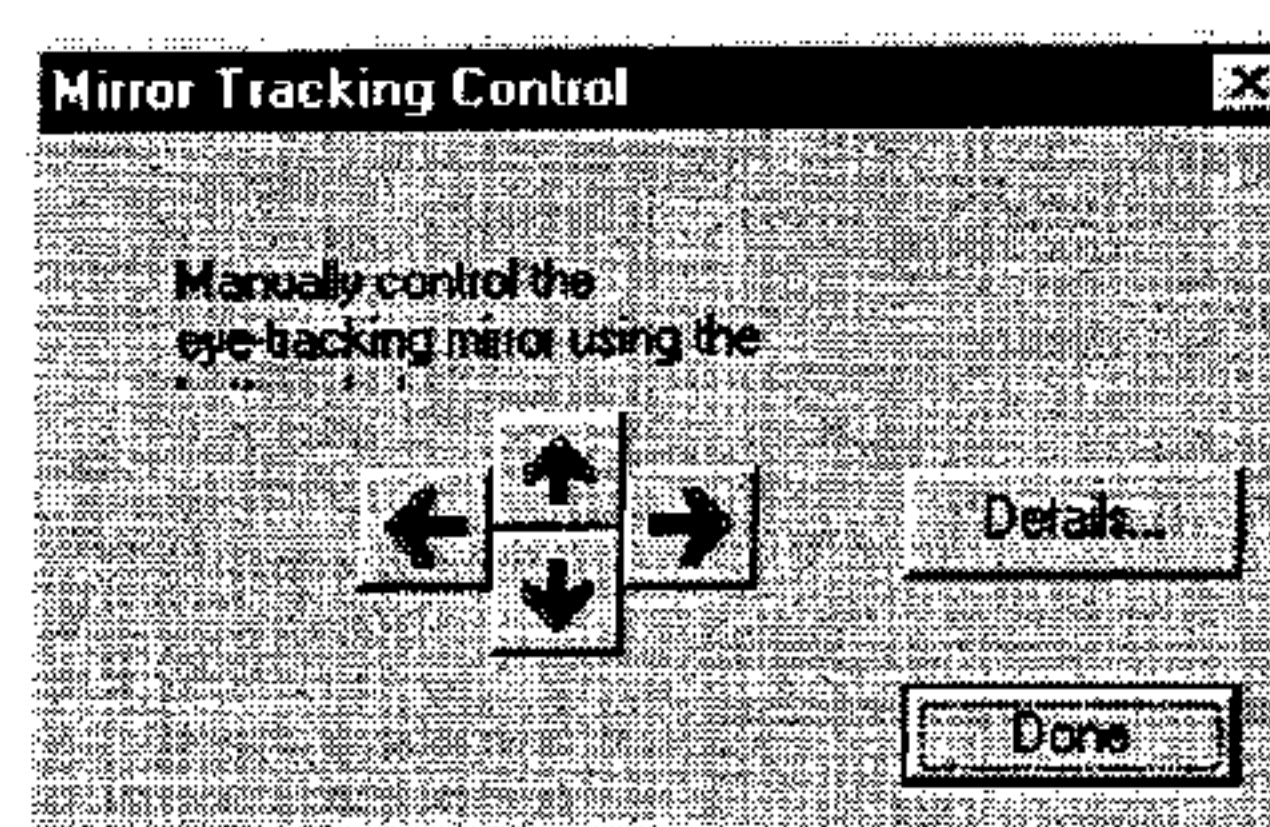 Mirror Tracking Control
Manually control the
eye-tracking mirror using the
Details...
Done